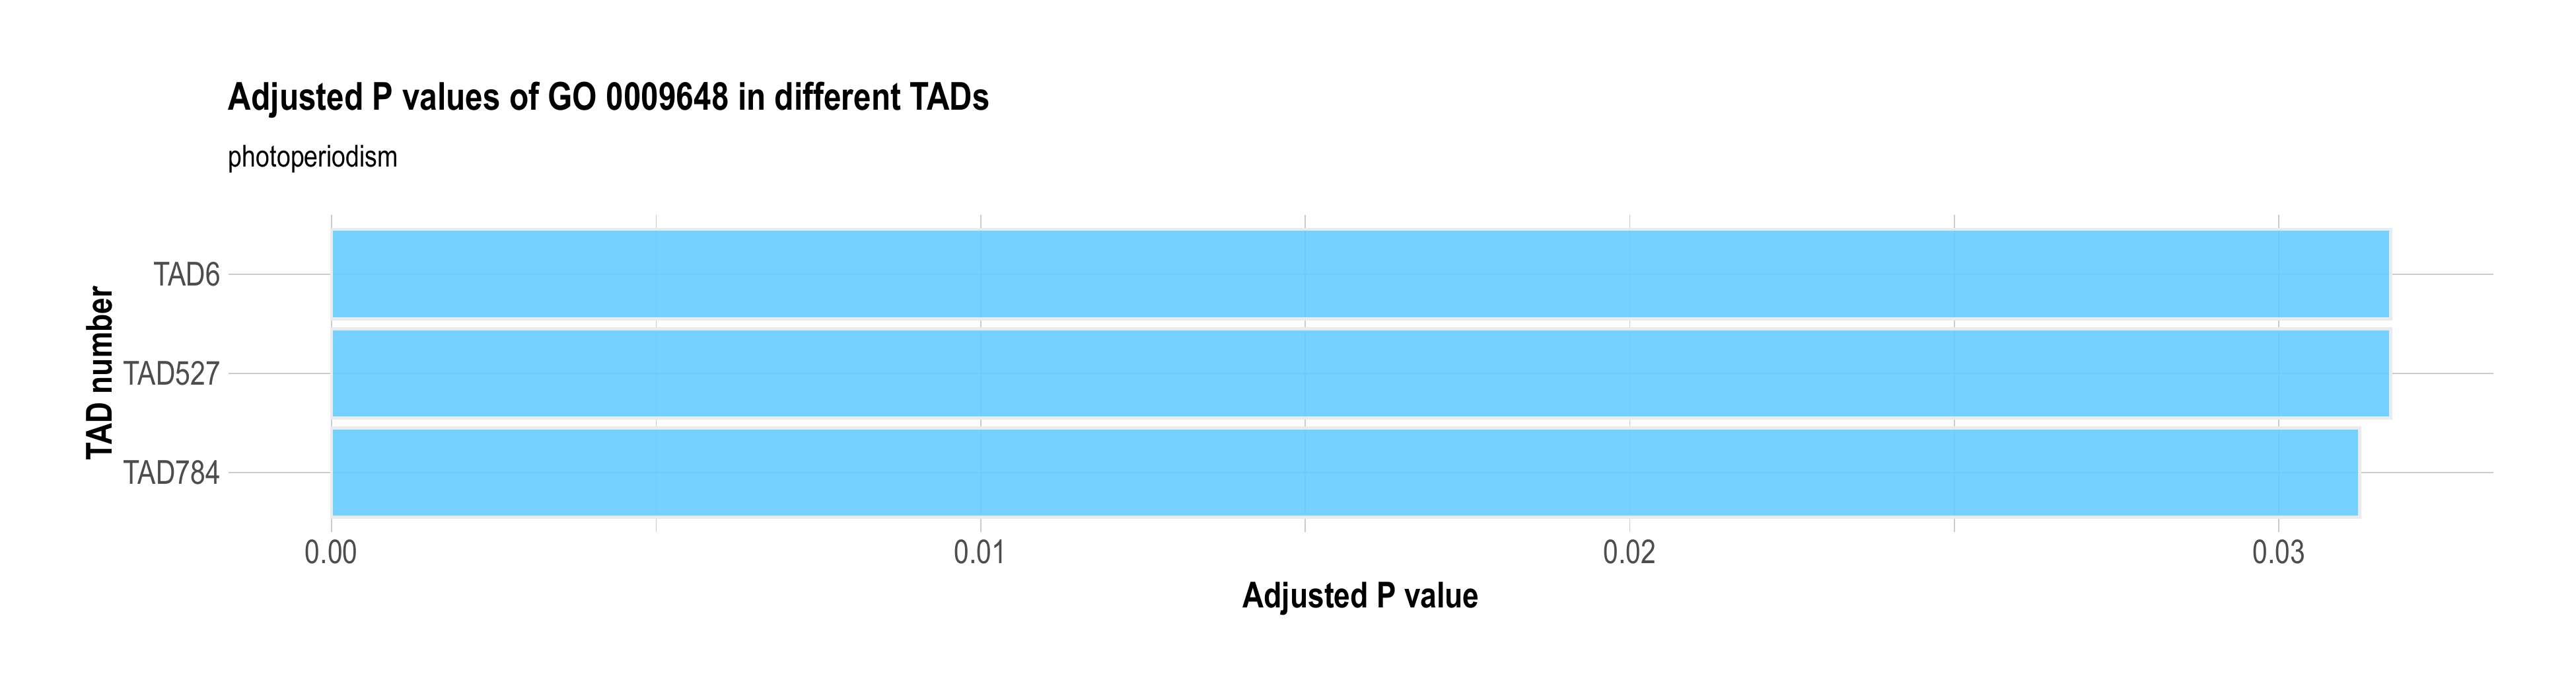 Adjusted P values of GO 0009648 in different TADs
photoperiodism
TAD number
TAD6
TAD527
TAD784
0.00
0.01
0.02
0.03
Adjusted P value